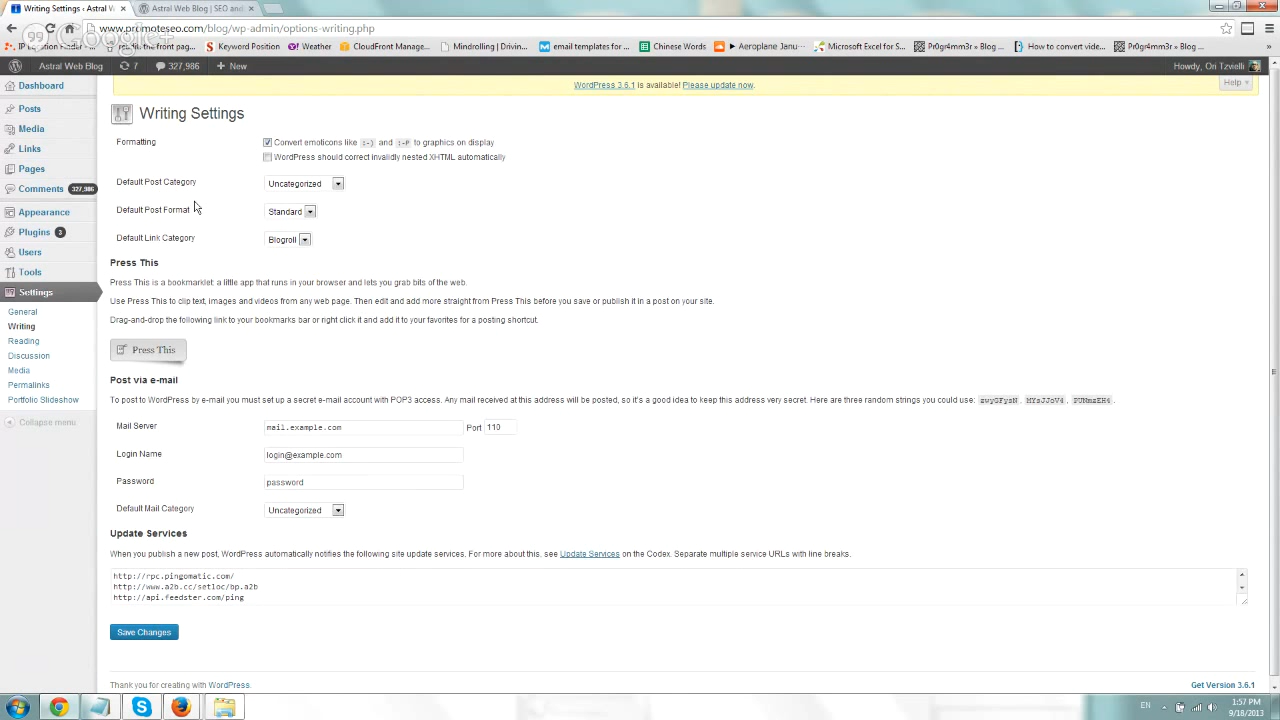 Writing Settings ‹ Astral W
Astral Web Blog | SEO and
www.promoteseo.com/blog/wp-admin/options-writing.php
the front pag...
Keyword Position
Yahoo! Weather
CloudFront Manage...
Mindrolling | Drivin...
email templates for ...
Chinese Words
► Aeroplane Janu...
Microsoft Excel for S...
Pr0gr4mm3r » Blog ...
How to convert vide...
Pr0gr4mm3r » Blog ...
Astral Web Blog
7
327,986
+ New
Howdy, Ori Tzvielli
WordPress 3.6.1 is available! Please update now.
Help
Dashboard
Posts
Media
Links
Pages
Comments 327,986
Appearance
Plugins 3
Users
Tools
Settings
General
Writing
Reading
Discussion
Media
Permalinks
Portfolio Slideshow
Collapse menu
Writing Settings
Formatting
Convert emoticons like :-) and :-P to graphics on display
WordPress should correct invalidly nested XHTML automatically
Default Post Category Uncategorized
Default Post Format Standard
Default Link Category Blogroll
Press This
Press This is a bookmarklet: a little app that runs in your browser and lets you grab bits of the web.
Use Press This to clip text, images and videos from any web page. Then edit and add more straight from Press This before you save or publish it in a post on your site.
Drag-and-drop the following link to your bookmarks bar or right click it and add it to your favorites for a posting shortcut.
Press This
Post via e-mail
To post to WordPress by e-mail you must set up a secret e-mail account with POP3 access. Any mail received at this address will be posted, so it's a good idea to keep this address very secret. Here are three random strings you could use:
Mail Server mail.example.com Port 110
Login Name login@example.com
Password password
Default Mail Category Uncategorized
Update Services
When you publish a new post, WordPress automatically notifies the following site update services. For more about this, see Update Services on the Codex. Separate multiple service URLs with line breaks.
http://rpc.pingomatic.com/
http://www.a2b.cc/setloc/bp.a2b
http://api.feedster.com/ping
Save Changes
Thank you for creating with WordPress.
Get Version 3.6.1
EN
1:57 PM
9/18/2013